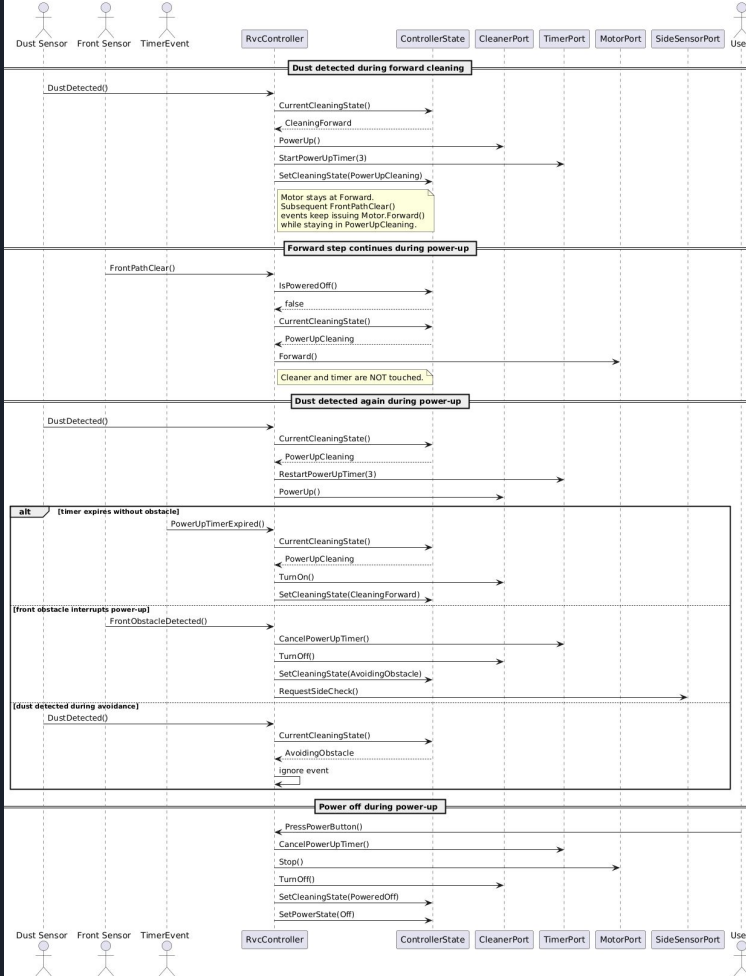 Dust Sensor
Front Sensor
TimerEvent
RvcController
ControllerState
CleanerPort
TimerPort
MotorPort
SideSensorPort
Use
Dust detected during forward cleaning
DustDetected()
CurrentCleaningState()
CleaningForward
PowerUp()
StartPowerUpTimer(3)
SetCleaningState(PowerUpCleaning)
Motor stays at Forward.
Subsequent FrontPathClear()
events keep issuing Motor.Forward()
while staying in PowerUpCleaning.
Forward step continues during power-up
FrontPathClear()
IsPoweredOff()
false
CurrentCleaningState()
PowerUpCleaning
Forward()
Cleaner and timer are NOT touched.
Dust detected again during power-up
DustDetected()
CurrentCleaningState()
PowerUpCleaning
RestartPowerUpTimer(3)
PowerUp()
alt
[timer expires without obstacle]
PowerUpTimerExpired()
CurrentCleaningState()
PowerUpCleaning
TurnOn()
SetCleaningState(CleaningForward)
[front obstacle interrupts power-up]
FrontObstacleDetected()
CancelPowerUpTimer()
TurnOff()
SetCleaningState(AvoidingObstacle)
RequestSideCheck()
[dust detected during avoidance]
DustDetected()
CurrentCleaningState()
AvoidingObstacle
ignore event
Power off during power-up
PressPowerButton()
CancelPowerUpTimer()
Stop()
TurnOff()
SetCleaningState(PoweredOff)
SetPowerState(Off)
Dust Sensor
Front Sensor
TimerEvent
RvcController
ControllerState
CleanerPort
TimerPort
MotorPort
SideSensorPort
Use